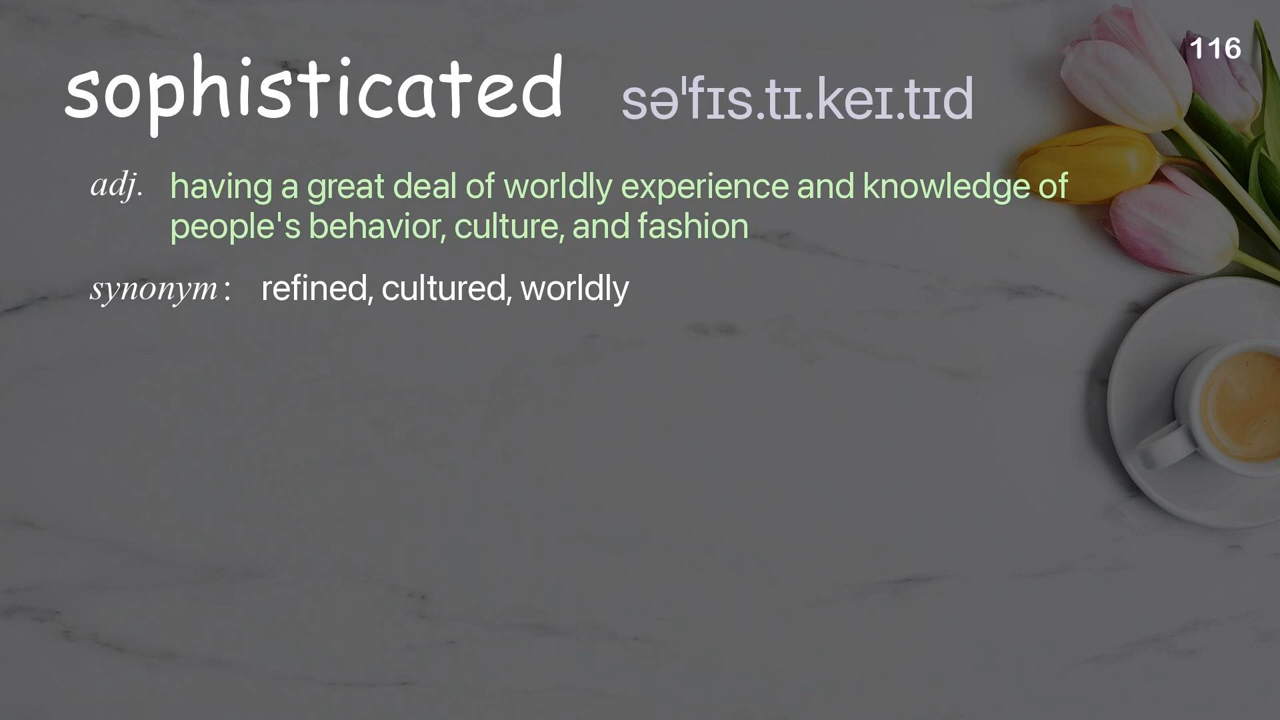 116
sophisticated səˈfɪs.tɪ.keɪ.tɪd
adj. having a great deal of worldly experience and knowledge of
people's behavior, culture, and fashion
synonym : refined, cultured, worldly